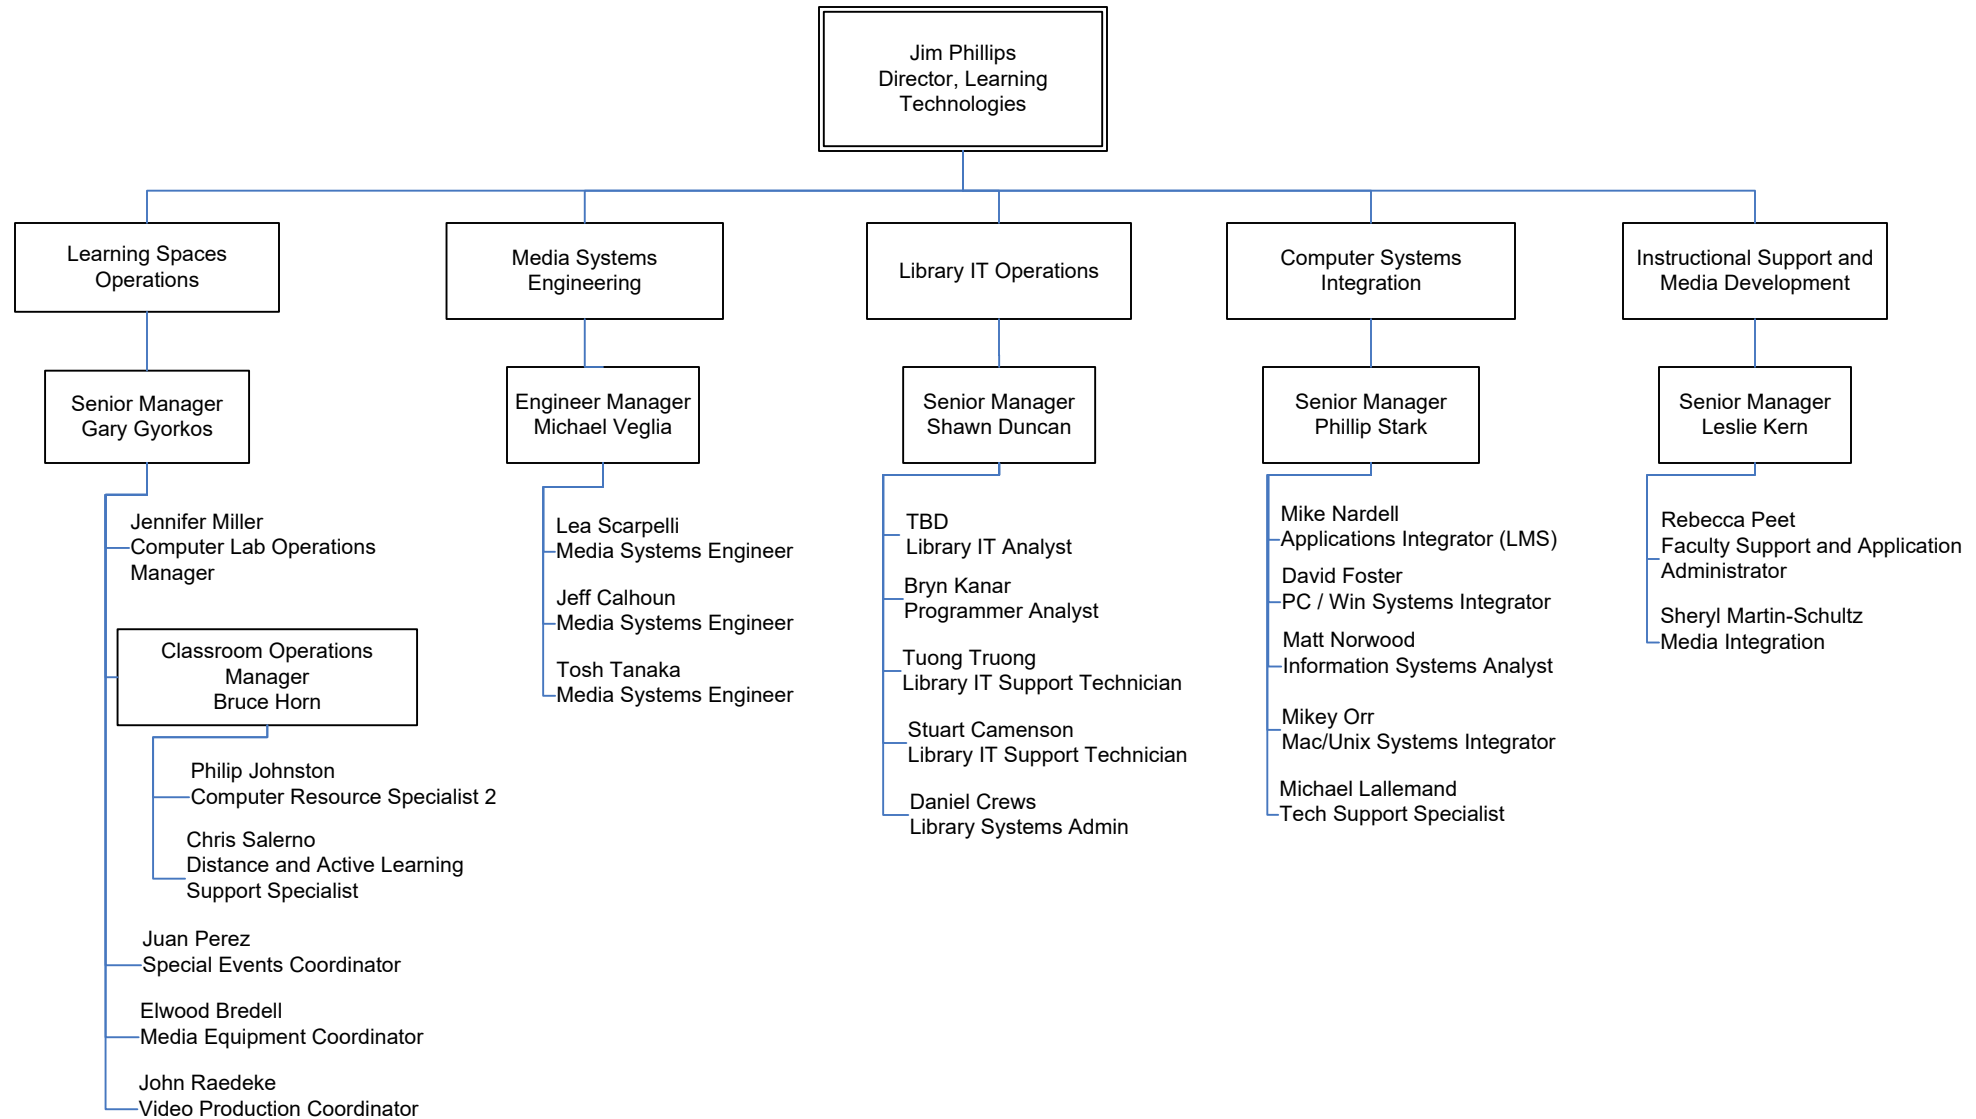 Jim Phillips
Director, Learning
Technologies
Learning Spaces
Operations
Media Systems
Engineering
Library IT Operations
Computer Systems
Integration
Instructional Support and
Media Development
Senior Manager
Gary Gyorkos
Engineer Manager
Michael Veglia
Senior Manager
Shawn Duncan
Senior Manager
Phillip Stark
Senior Manager
Leslie Kern
Jennifer Miller
Computer Lab Operations
Manager
Classroom Operations
Manager
Bruce Horn
Philip Johnston
Computer Resource Specialist 2
Chris Salerno
Distance and Active Learning
Support Specialist
Juan Perez
Special Events Coordinator
Elwood Bredell
Media Equipment Coordinator
John Raedeke
Video Production Coordinator
Lea Scarpelli
Media Systems Engineer
Jeff Calhoun
Media Systems Engineer
Tosh Tanaka
Media Systems Engineer
TBD
Library IT Analyst
Bryn Kanar
Programmer Analyst
Tuong Truong
Library IT Support Technician
Stuart Camenson
Library IT Support Technician
Daniel Crews
Library Systems Admin
Mike Nardell
Applications Integrator (LMS)
David Foster
PC / Win Systems Integrator
Matt Norwood
Information Systems Analyst
Mikey Orr
Mac/Unix Systems Integrator
Michael Lallemand
Tech Support Specialist
Rebecca Peet
Faculty Support and Application
Administrator
Sheryl Martin-Schultz
Media Integration